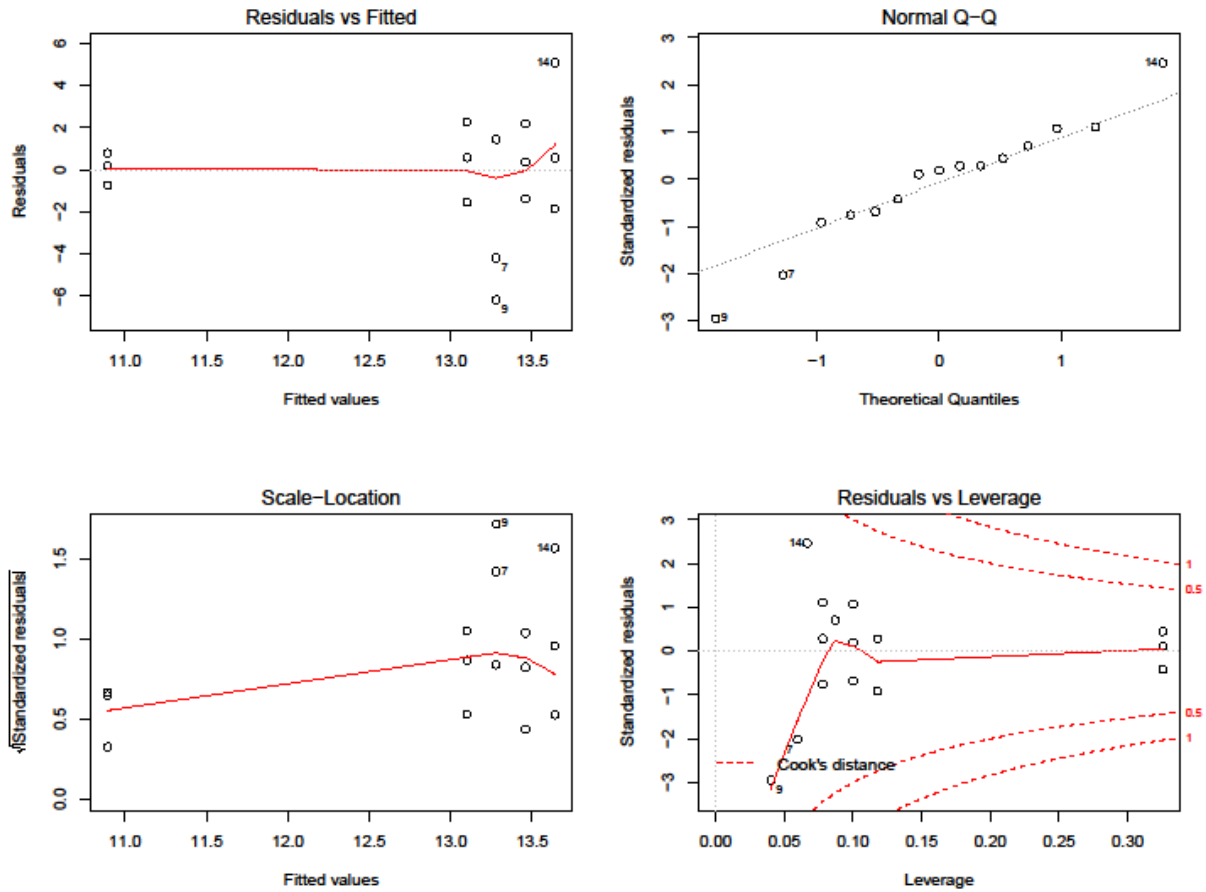 Residuals vs Fitted
Residuals
6
4
2
0
−2
−4
−6
14
7
9
11.0 11.5 12.0 12.5 13.0 13.5
Fitted values
Normal Q−Q
Standardized residuals
3
2
1
0
−1
−2
−3
14
7
9
−1 0 1
Theoretical Quantiles
Scale−Location
√|Standardized residuals|
1.5
1.0
0.5
0.0
9
14
7
11.0 11.5 12.0 12.5 13.0 13.5
Fitted values
Residuals vs Leverage
Standardized residuals
3
2
1
0
−1
−2
−3
14
7
9
Cook's distance
1
0.5
0.5
1
0.00 0.05 0.10 0.15 0.20 0.25 0.30
Leverage